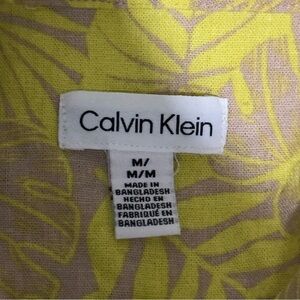 Calvin Klein
M/
M/M
MADE IN
BANGLADESH
HECHO EN
BANGLADESH
FABRIQUÉ EN
BANGLADESH